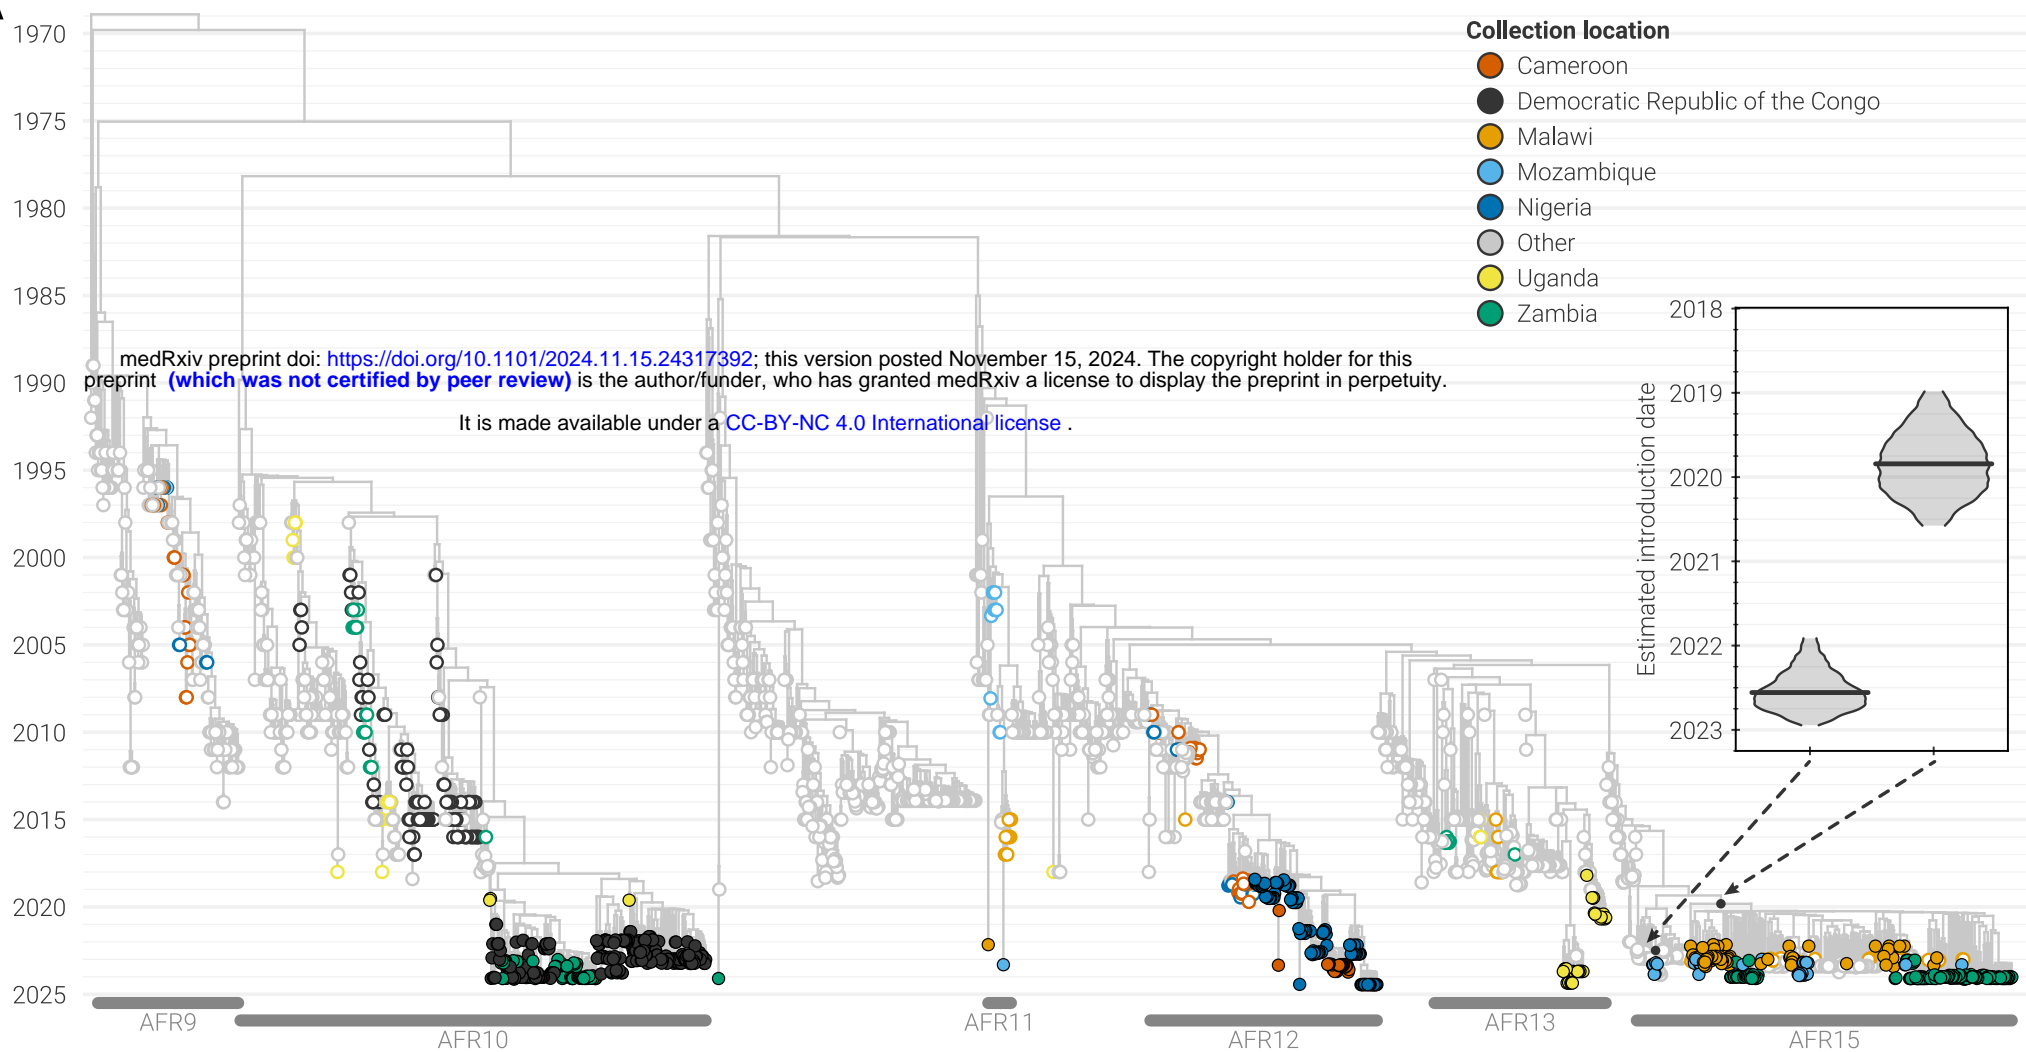 A
Collection location
Cameroon
Democratic Republic of the Congo
Malawi
Mozambique
Nigeria
Other
Uganda
Zambia
1970
1975
1980
1985
1990
1995
2000
2005
2010
2015
2020
2025
medRxiv preprint doi: https://doi.org/10.1101/2024.11.15.24317392; this version posted November 15, 2024. The copyright holder for this
preprint (which was not certified by peer review) is the author/funder, who has granted medRxiv a license to display the preprint in perpetuity.
It is made available under a CC-BY-NC 4.0 International license .
Estimated introduction date
2018
2019
2020
2021
2022
2023
AFR9
AFR10
AFR11
AFR12
AFR13
AFR15